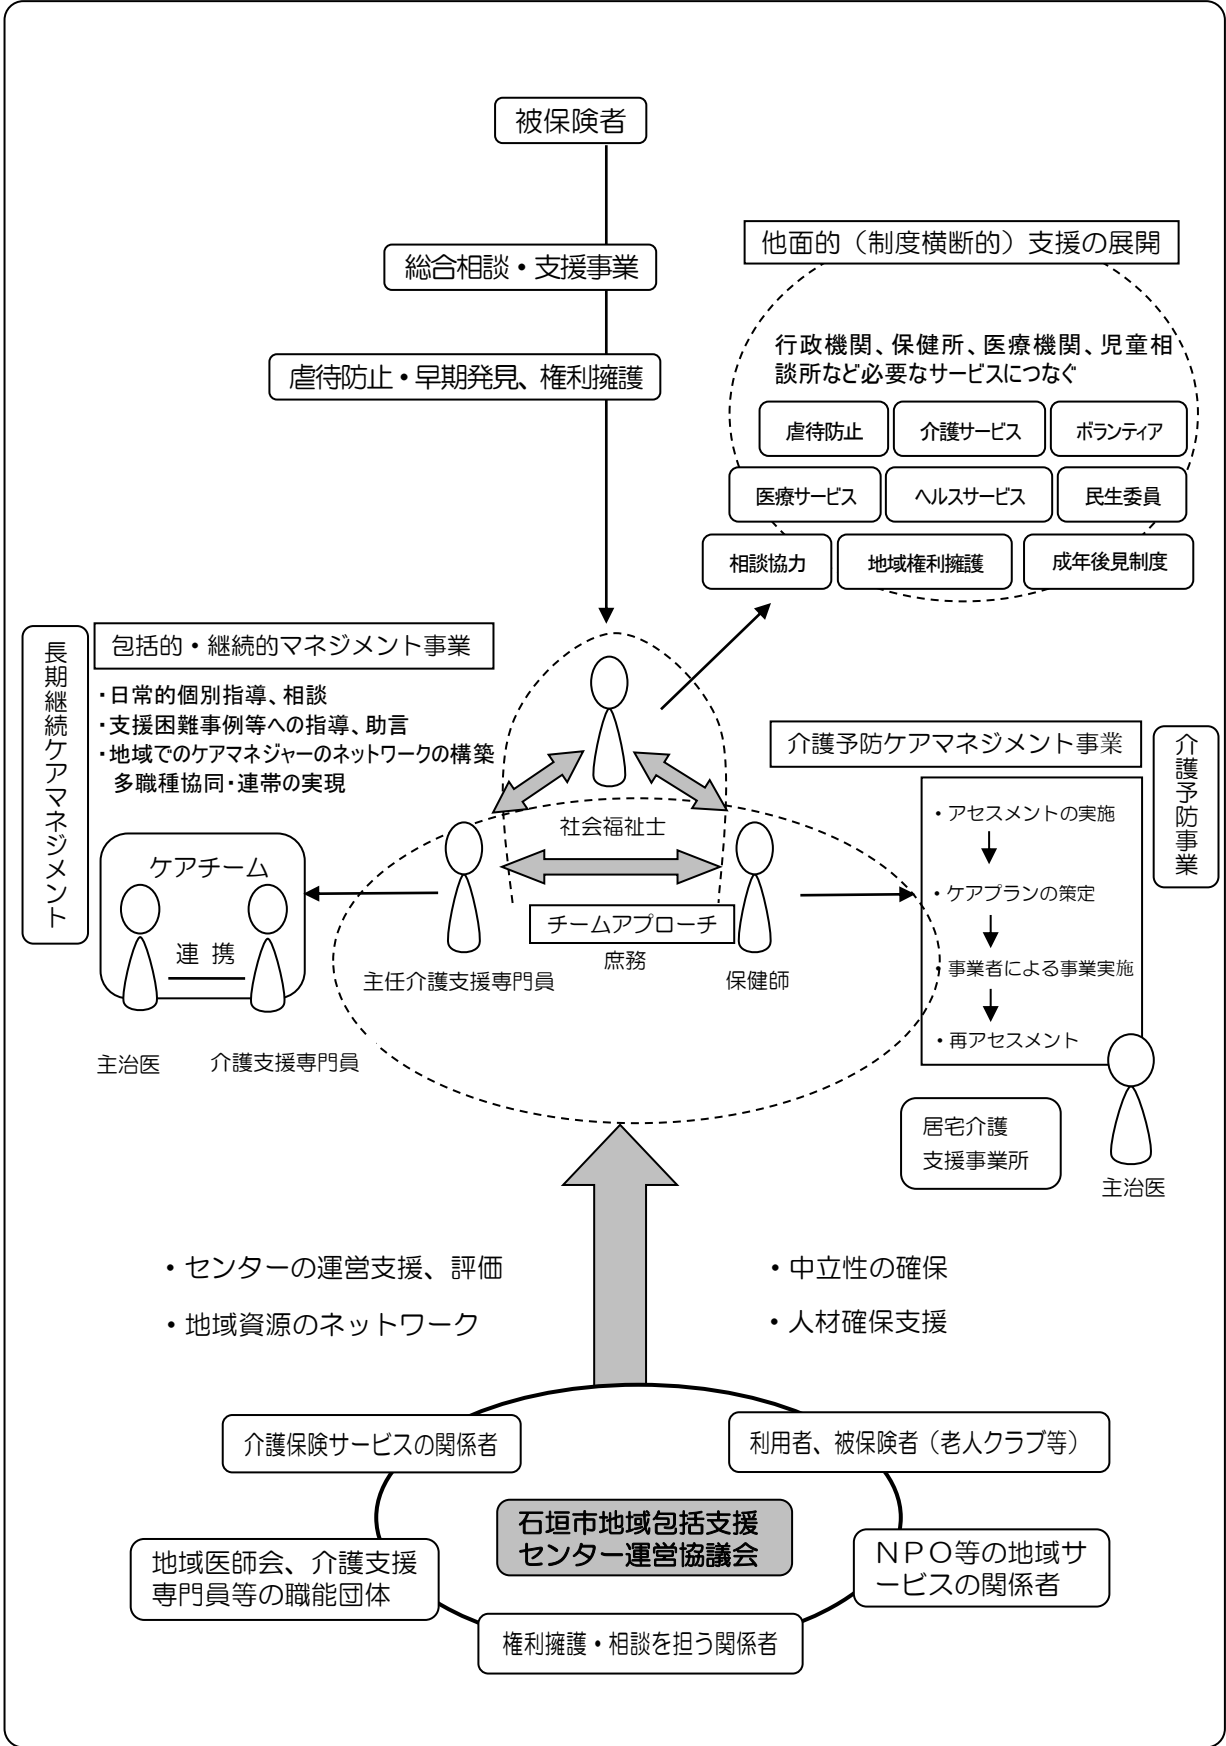 被保険者
総合相談・支援事業
虐待防止・早期発見、権利擁護
他面的（制度横断的）支援の展開
行政機関、保健所、医療機関、児童相
談所など必要なサービスにつなぐ
虐待防止
介護サービス
ボランティア
医療サービス
ヘルスサービス
民生委員
相談協力
地域権利擁護
成年後見制度
長期継続ケアマネジメント
包括的・継続的マネジメント事業
・日常的個別指導、相談
・支援困難事例等への指導、助言
・地域でのケアマネジャーのネットワークの構築
多職種協同・連帯の実現
ケアチーム
連 携
主治医
介護支援専門員
社会福祉士
チームアプローチ
庶務
主任介護支援専門員
保健師
介護予防ケアマネジメント事業
介護予防事業
・アセスメントの実施
・ケアプランの策定
・事業者による事業実施
・再アセスメント
居宅介護
支援事業所
主治医
・センターの運営支援、評価
・地域資源のネットワーク
・中立性の確保
・人材確保支援
介護保険サービスの関係者
利用者、被保険者（老人クラブ等）
石垣市地域包括支援
センター運営協議会
地域医師会、介護支援
専門員等の職能団体
ＮＰＯ等の地域サ
ービスの関係者
権利擁護・相談を担う関係者